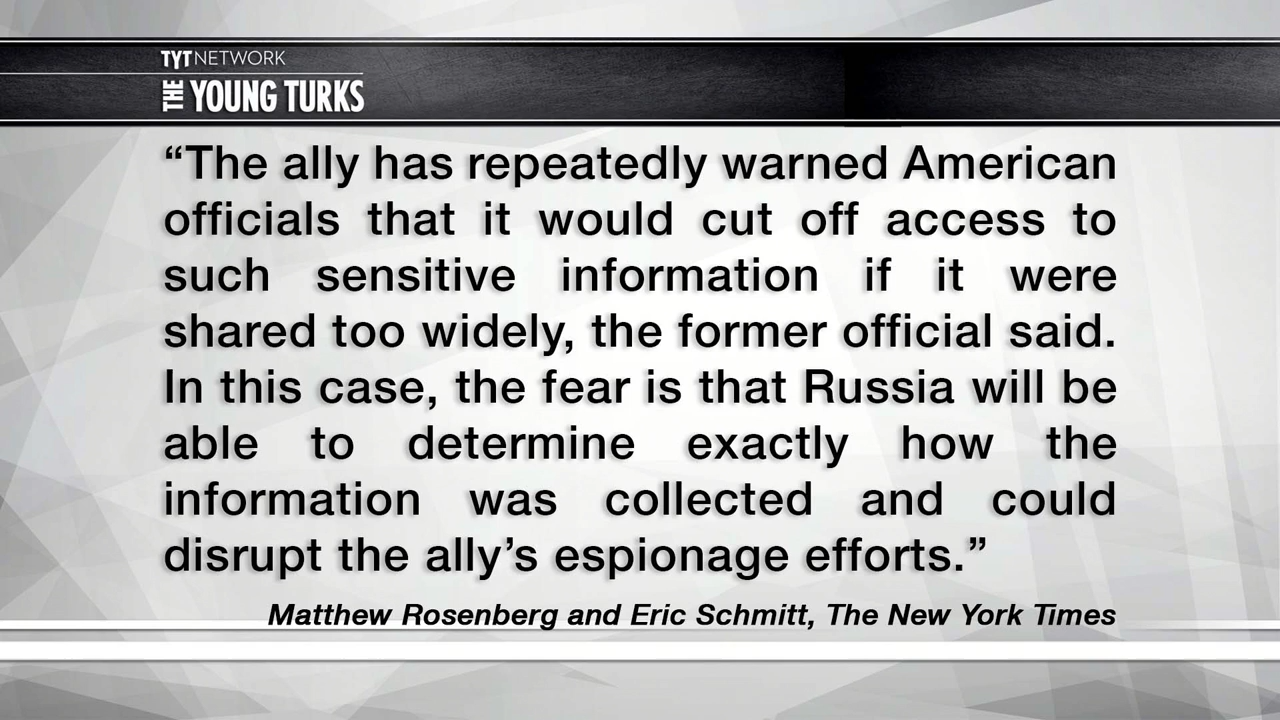 TYT NETWORK
THE YOUNG TURKS
“The ally has repeatedly warned American
officials that it would cut off access to
such sensitive information if it were
shared too widely, the former official said.
In this case, the fear is that Russia will be
able to determine exactly how the
information was collected and could
disrupt the ally’s espionage efforts.”
Matthew Rosenberg and Eric Schmitt, The New York Times